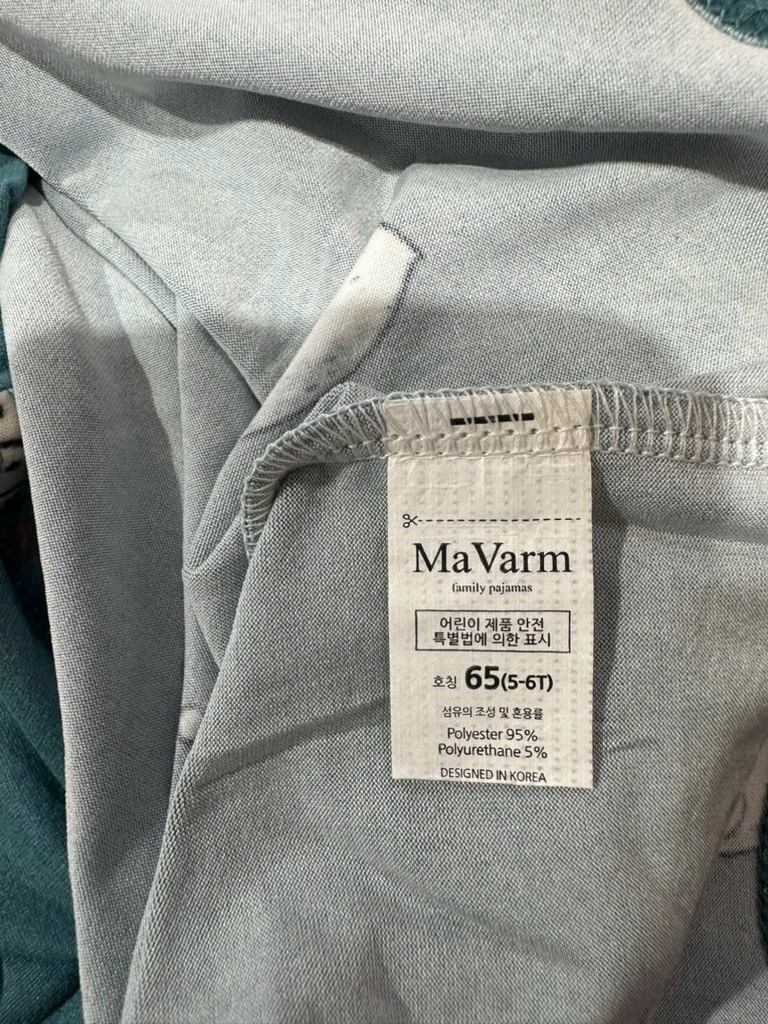 MaVarm
family pajamas
어린이 제품 안전
특별법에 의한 표시
호칭 65(5-6T)
섬유의 조성 및 혼용률
Polyester 95%
Polyurethane 5%
DESIGNED IN KOREA